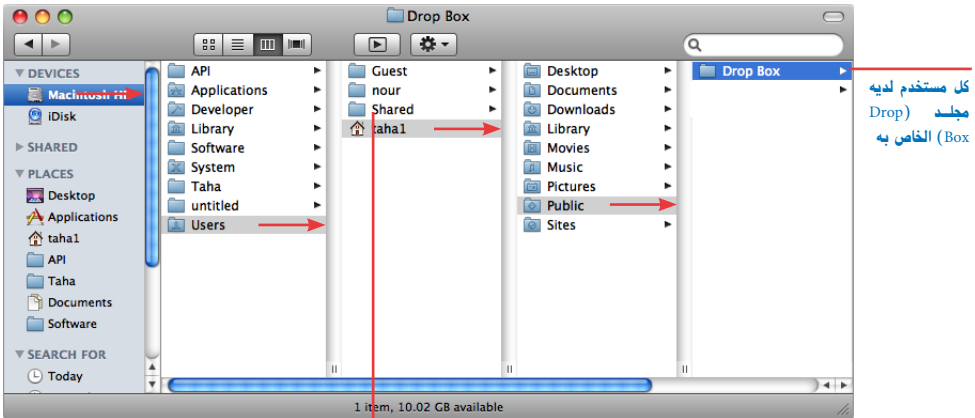 Drop Box
DEVICES
Macintosh H
iDisk
SHARED
PLACES
Desktop
Applications
taha1
API
Taha
Documents
Software
SEARCH FOR
Today
API
Applications
Developer
Library
Software
System
Taha
untitled
Users
Guest
nour
Shared
taha1
Desktop
Documents
Downloads
Library
Movies
Music
Pictures
Public
Sites
Drop Box
كل مستخدم لديه
مجلــد (Drop
Box) الخاص به
1 item, 10.02 GB available